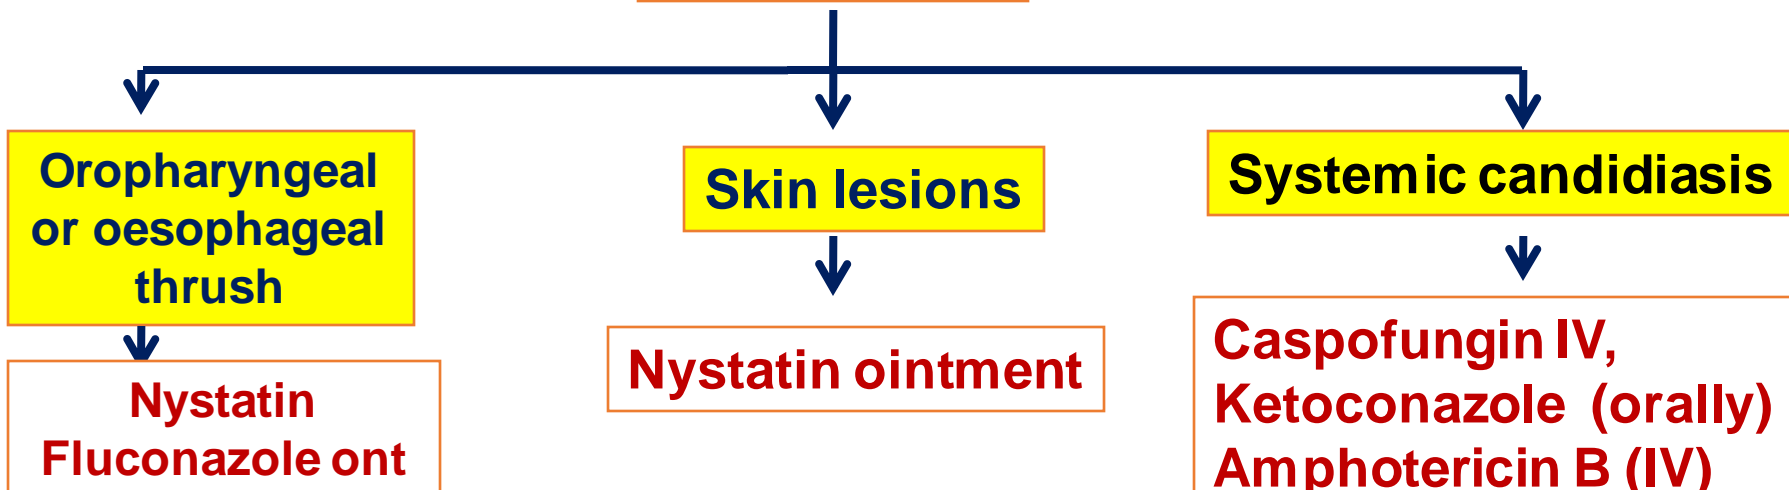 Oropharyngeal
or oesophageal
thrush
Skin lesions
Systemic candidiasis
Nystatin
Fluconazole ont
Nystatin ointment
Caspofungin IV,
Ketoconazole (orally)
Amphotericin B (IV)